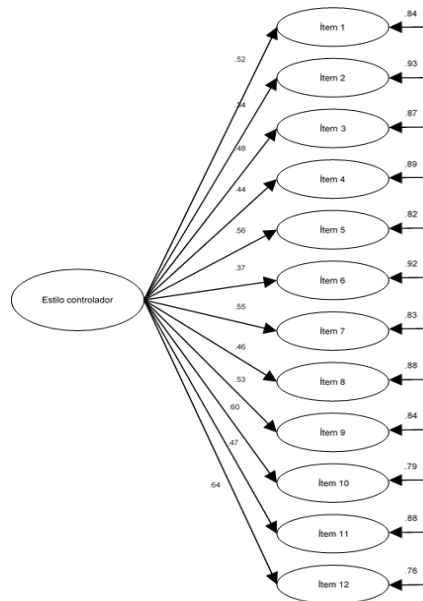 .84
Ítem 1
.52
.93
Ítem 2
.34
.87
Ítem 3
.48
.89
Ítem 4
.44
.82
Ítem 5
.56
.92
Ítem 6
.37
Estilo controlador
.83
Ítem 7
.55
.88
Ítem 8
.46
.84
Ítem 9
.53
.79
Ítem 10
.60
.88
Ítem 11
.47
.76
Ítem 12
.64